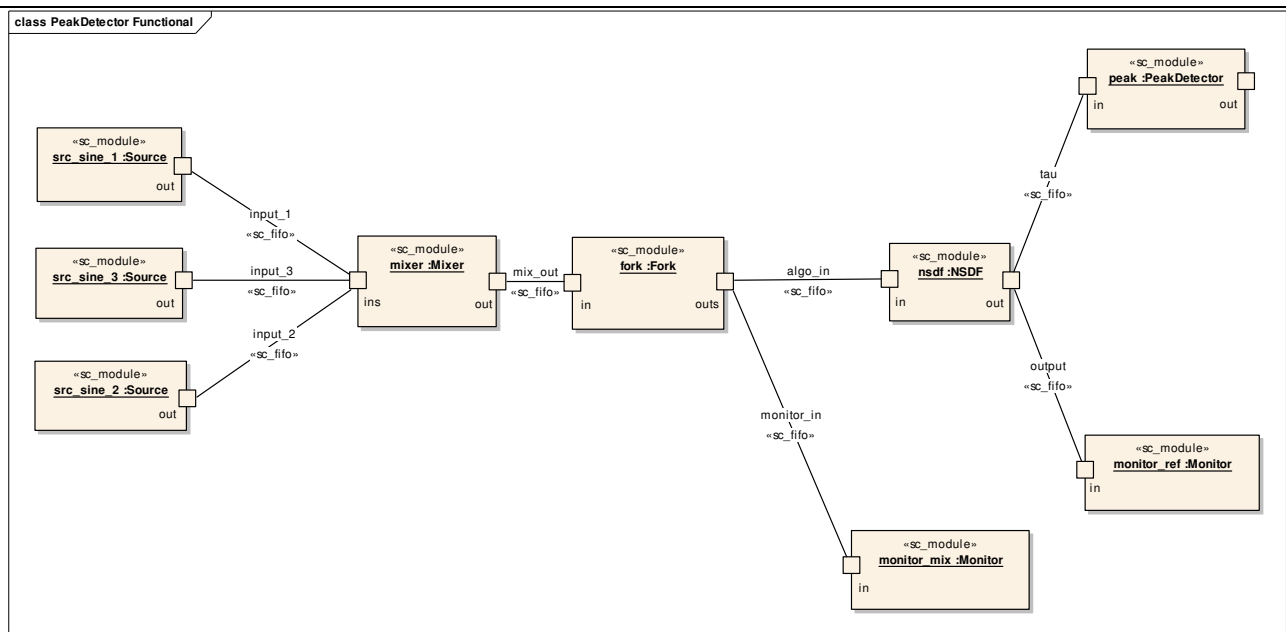 class PeakDetector Functional
«sc_module»
src_sine_1 :Source
out
«sc_module»
src_sine_3 :Source
out
«sc_module»
src_sine_2 :Source
out
input_1
«sc_fifo»
input_3
«sc_fifo»
input_2
«sc_fifo»
«sc_module»
mixer :Mixer
ins
out
mix_out
«sc_fifo»
«sc_module»
fork :Fork
in
outs
algo_in
«sc_fifo»
monitor_in
«sc_fifo»
«sc_module»
nsdf :NSDF
in
out
tau
«sc_fifo»
output
«sc_fifo»
«sc_module»
peak :PeakDetector
in
out
«sc_module»
monitor_ref :Monitor
in
«sc_module»
monitor_mix :Monitor
in